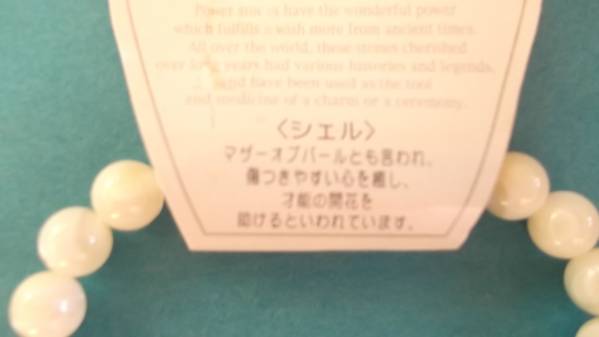 Power stones have the wonderful power
which fulfills a wish more from ancient times.
All over the world, these stones cherished
over long years had various histories and legends,
and have been used as the tool
and medicine of a charm or a ceremony.
〈シェル〉
マザーオブパールとも言われ、
傷つきやすい心を癒し、
才能の開花を
助けるといわれています。